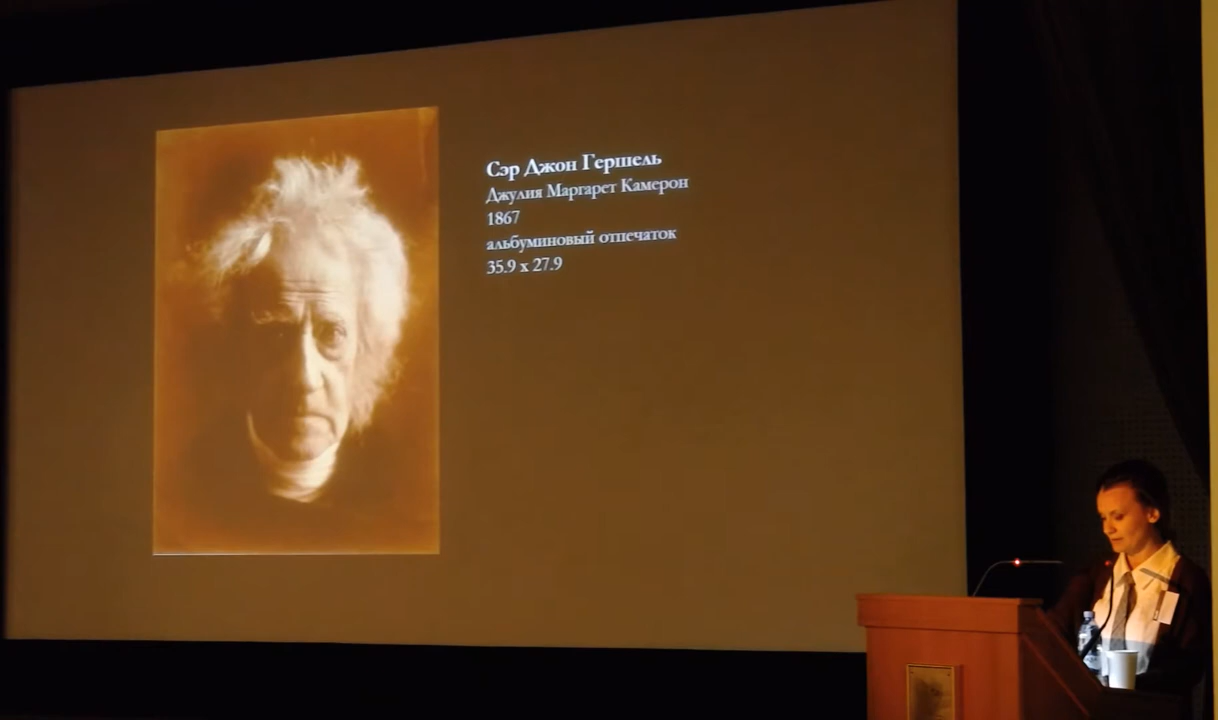 Сэр Джон Гершель
Джулия Маргарет Камерон
1867
альбуминовый отпечаток
35.9 x 27.9